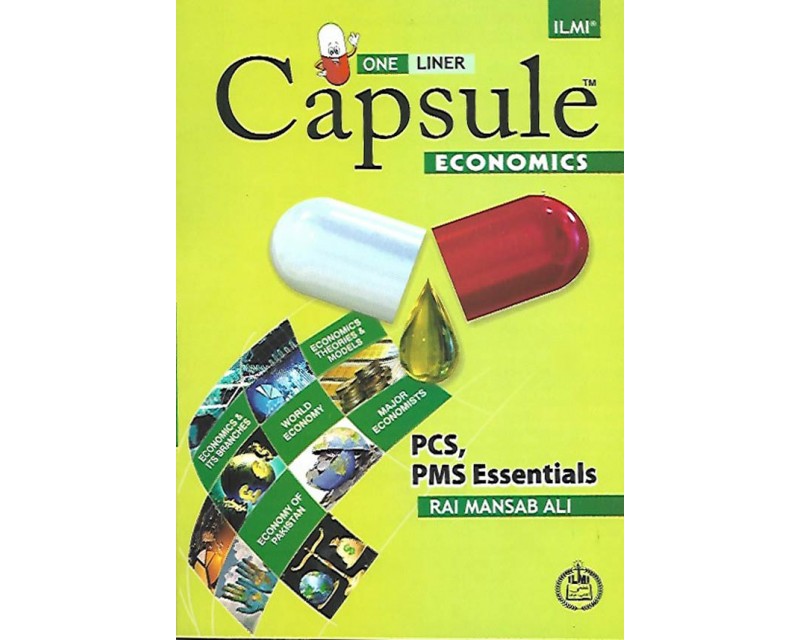 ILMI®
ONE LINER
Capsule™
ECONOMICS
ECONOMICS
THEORIES &
MODELS
MAJOR
ECONOMISTS
WORLD
ECONOMY
ECONOMICS &
ITS BRANCHES
ECONOMY OF
PAKISTAN
PCS,
PMS Essentials
RAI MANSAB ALI
ILMI